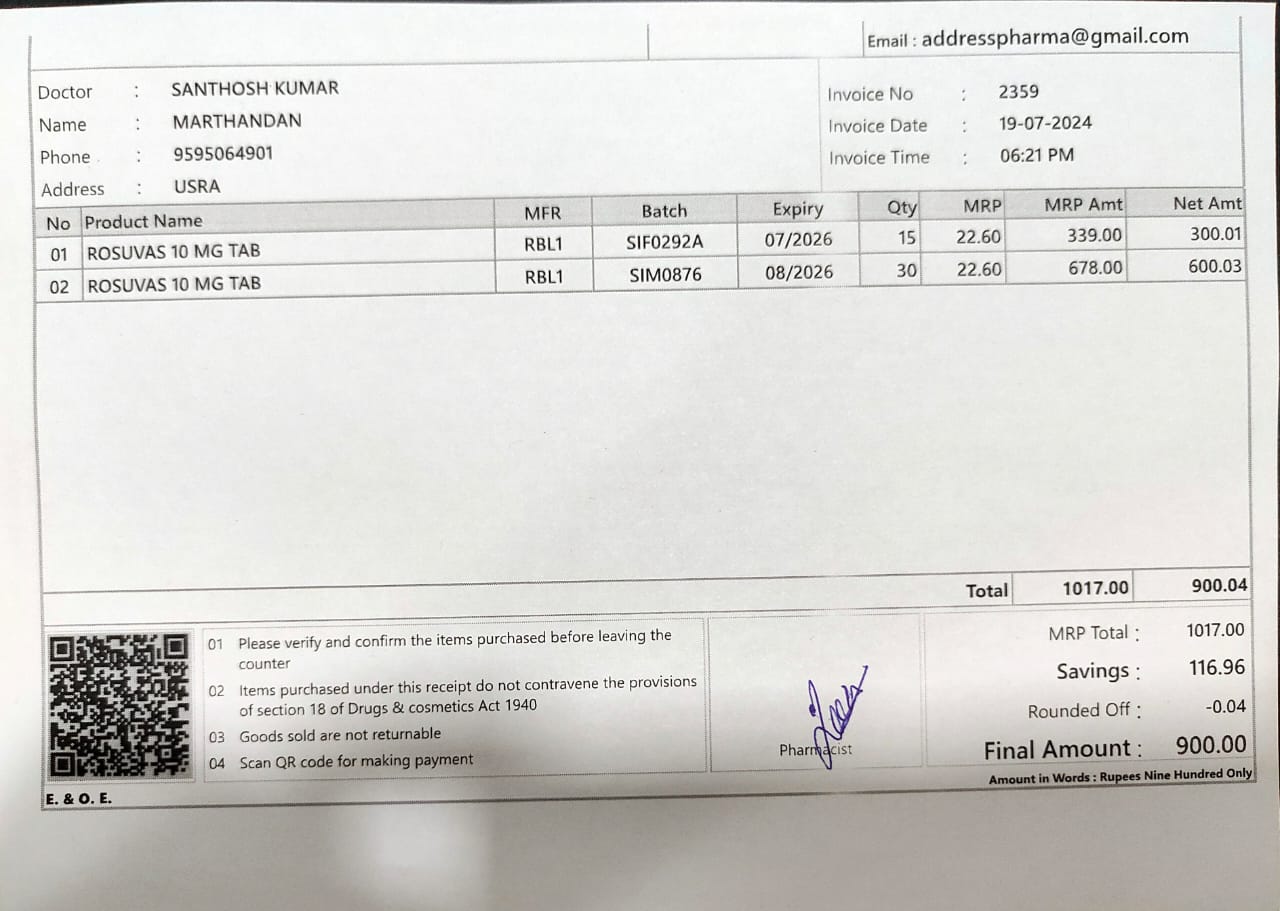 Email : addresspharma@gmail.com
Doctor : SANTHOSH KUMAR
Name : MARTHANDAN
Phone : 9595064901
Address : USRA
Invoice No : 2359
Invoice Date : 19-07-2024
Invoice Time : 06:21 PM
No Product Name MFR Batch Expiry Qty MRP MRP Amt Net Amt
01 ROSUVAS 10 MG TAB RBL1 SIF0292A 07/2026 15 22.60 339.00 300.01
02 ROSUVAS 10 MG TAB RBL1 SIM0876 08/2026 30 22.60 678.00 600.03
Total 1017.00 900.04
01 Please verify and confirm the items purchased before leaving the
counter
02 Items purchased under this receipt do not contravene the provisions
of section 18 of Drugs & cosmetics Act 1940
03 Goods sold are not returnable
04 Scan QR code for making payment
Pharmacist
MRP Total : 1017.00
Savings : 116.96
Rounded Off : -0.04
Final Amount : 900.00
Amount in Words : Rupees Nine Hundred Only
E. & O. E.